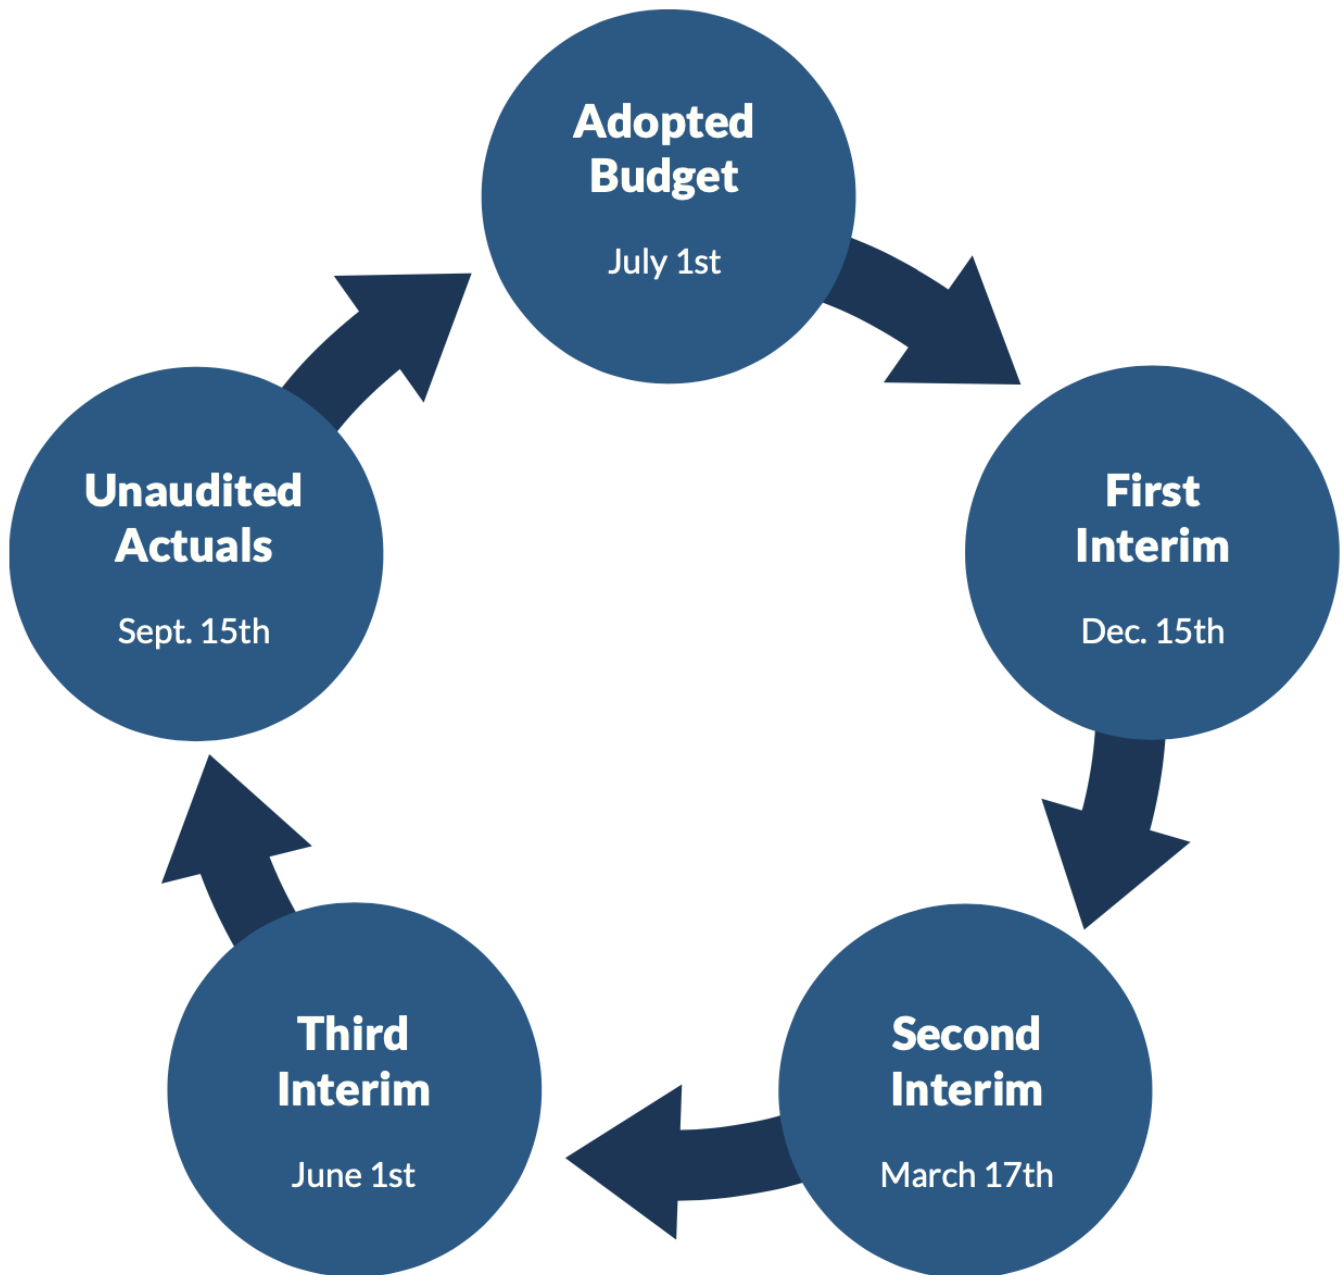 Adopted
Budget
July 1st
First
Interim
Dec. 15th
Second
Interim
March 17th
Third
Interim
June 1st
Unaudited
Actuals
Sept. 15th